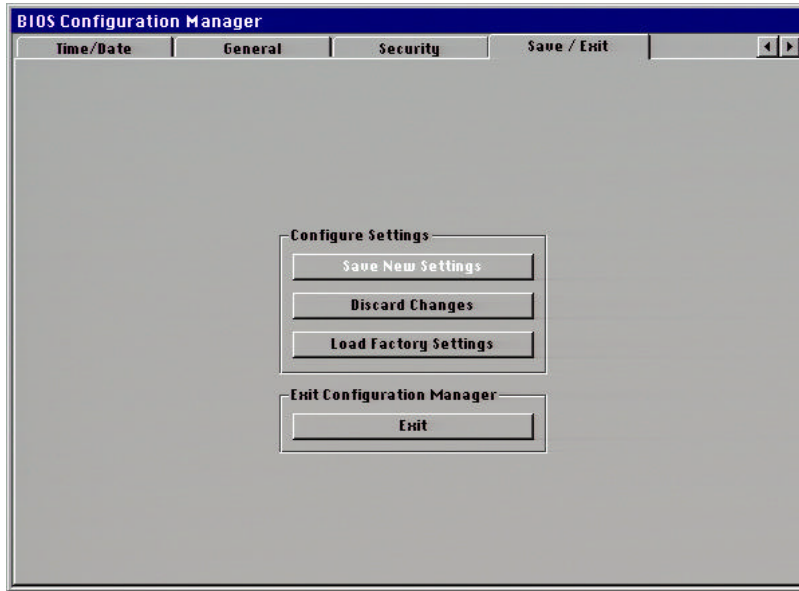 BIOS Configuration Manager
Time/Date General Security Save / Exit
Configure Settings
Save New Settings
Discard Changes
Load Factory Settings
Exit Configuration Manager
Exit